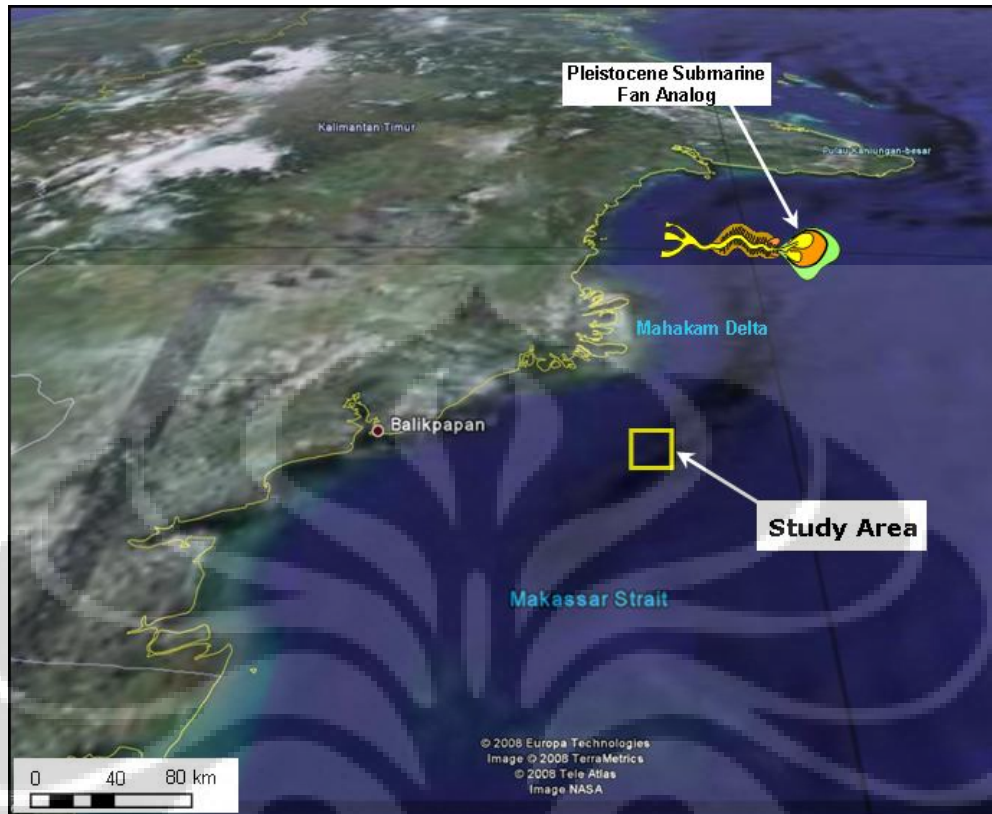 Pleistocene Submarine
Fan Analog
Kalimantan Timur
Pulau Kaniungan-besar
Mahakam Delta
Balikpapan
Study Area
Makassar Strait
© 2008 Europa Technologies
Image © 2008 TerraMetrics
© 2008 Tele Atlas
Image NASA
0 40 80 km